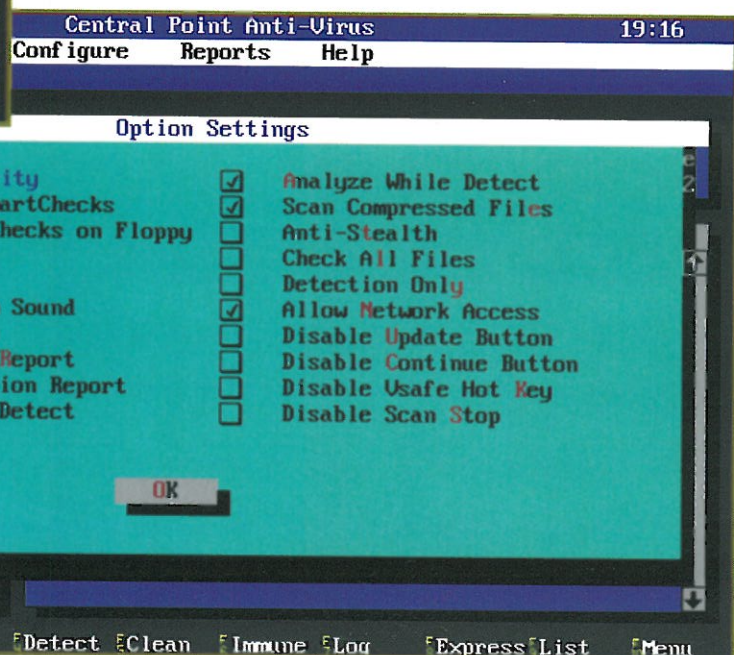 Central Point Anti-Virus 19:16
Configure Reports Help
Option Settings
ity
artChecks
hecks on Floppy
Sound
Report
ion Report
Detect
Analyze While Detect
Scan Compressed Files
Anti-Stealth
Check All Files
Detection Only
Allow Network Access
Disable Update Button
Disable Continue Button
Disable Vsafe Hot Key
Disable Scan Stop
e
2
OK
Detect Clean Immune Log Express List Menu